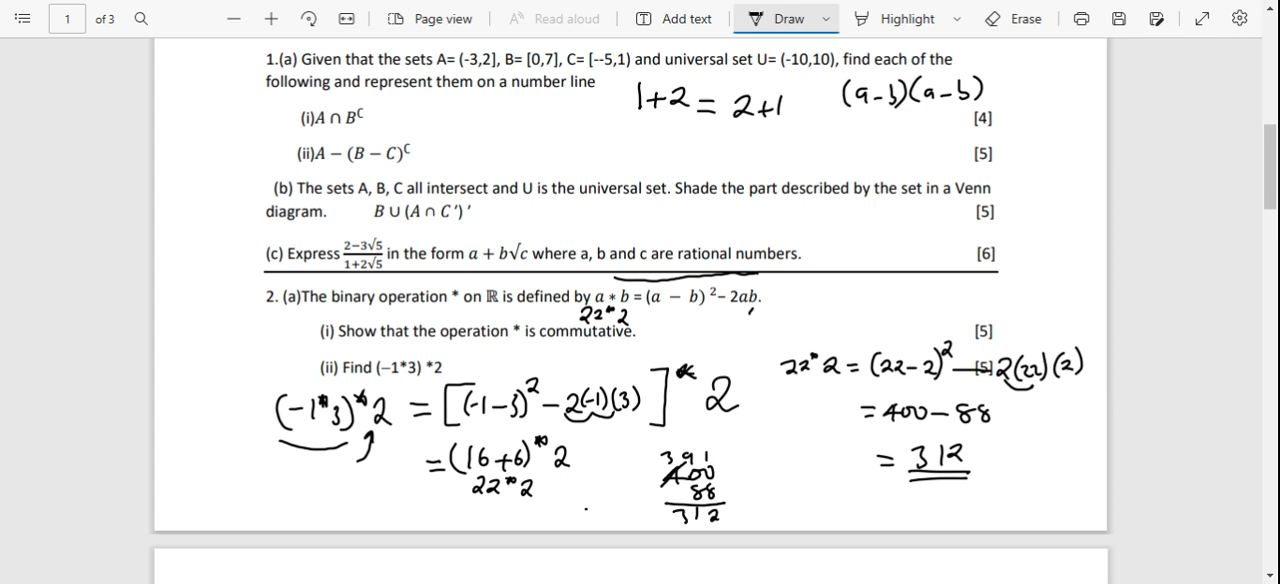 1 of 3 Page view Read aloud Add text Draw Highlight Erase
1.(a) Given that the sets A= (-3,2], B= [0,7], C= [--5,1) and universal set U= (-10,10), find each of the
following and represent them on a number line
1+2 = 2+1 (a-b)(a-b)
(i)A ∩ Bᶜ [4]
(ii)A − (B − C)ᶜ [5]
(b) The sets A, B, C all intersect and U is the universal set. Shade the part described by the set in a Venn
diagram. B ∪ (A ∩ C′)′ [5]
(c) Express (2−3√5)/(1+2√5) in the form a + b√c where a, b and c are rational numbers. [6]
2. (a)The binary operation * on ℝ is defined by a * b = (a − b) ²– 2ab.
22*2
(i) Show that the operation * is commutative. [5]
(ii) Find (−1*3) *2 [5]
22*2 = (22-2)² - 2(22)(2)
(-1*3)*2 = [(-1-3)² - 2(-1)(3)]* 2
= 400 - 88
= (16+6)*2
= 312
22*2
3 9 1
400
88
312